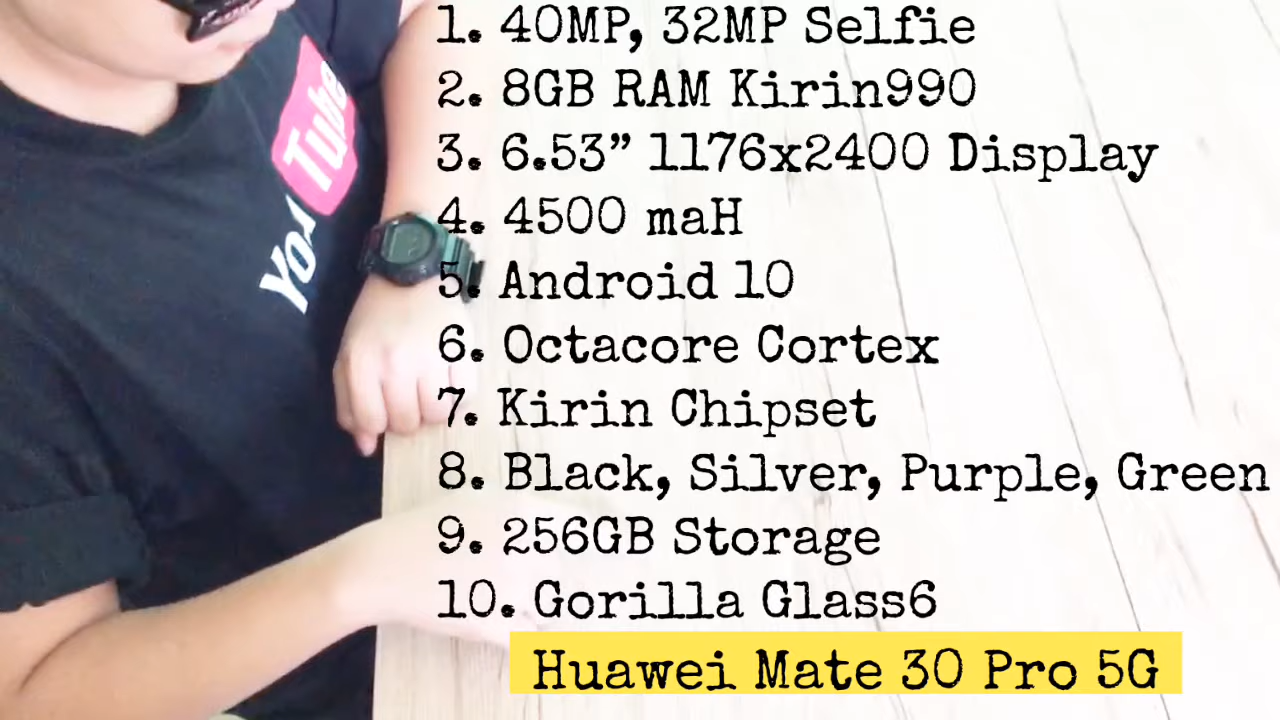 1. 40MP, 32MP Selfie
2. 8GB RAM Kirin990
3. 6.53” 1176x2400 Display
4. 4500 maH
5. Android 10
6. Octacore Cortex
7. Kirin Chipset
8. Black, Silver, Purple, Green
9. 256GB Storage
10. Gorilla Glass6
Huawei Mate 30 Pro 5G
You
Tube